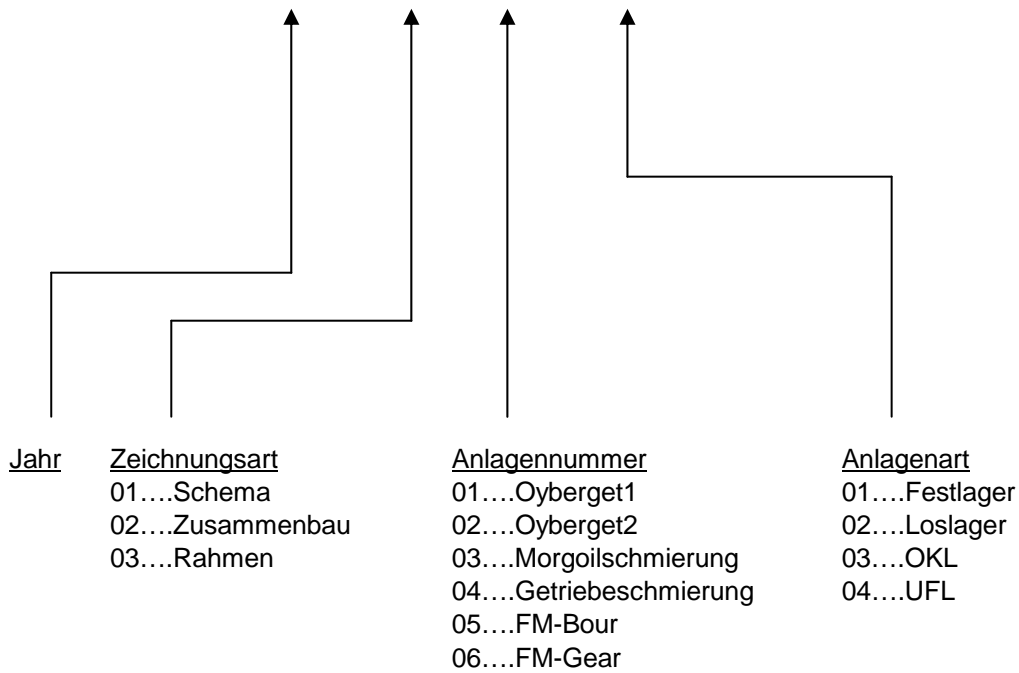 Jahr Zeichnungsart Anlagennummer Anlagenart
01….Schema 01….Oyberget1 01….Festlager
02….Zusammenbau 02….Oyberget2 02….Loslager
03….Rahmen 03….Morgoilschmierung 03….OKL
04….Getriebeschmierung 04….UFL
05….FM-Bour
06….FM-Gear